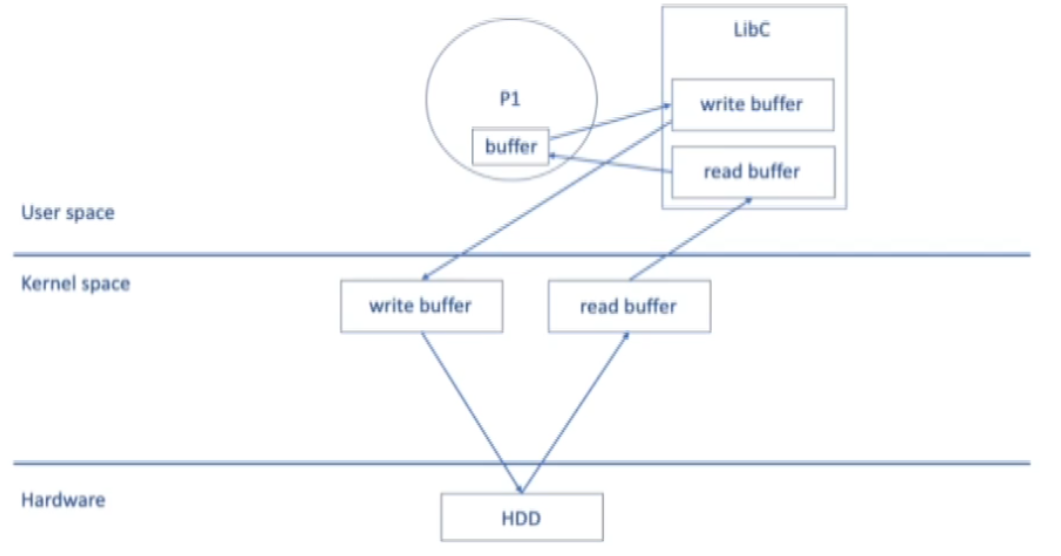 LibC
P1
write buffer
buffer
read buffer
User space
Kernel space
write buffer
read buffer
Hardware
HDD